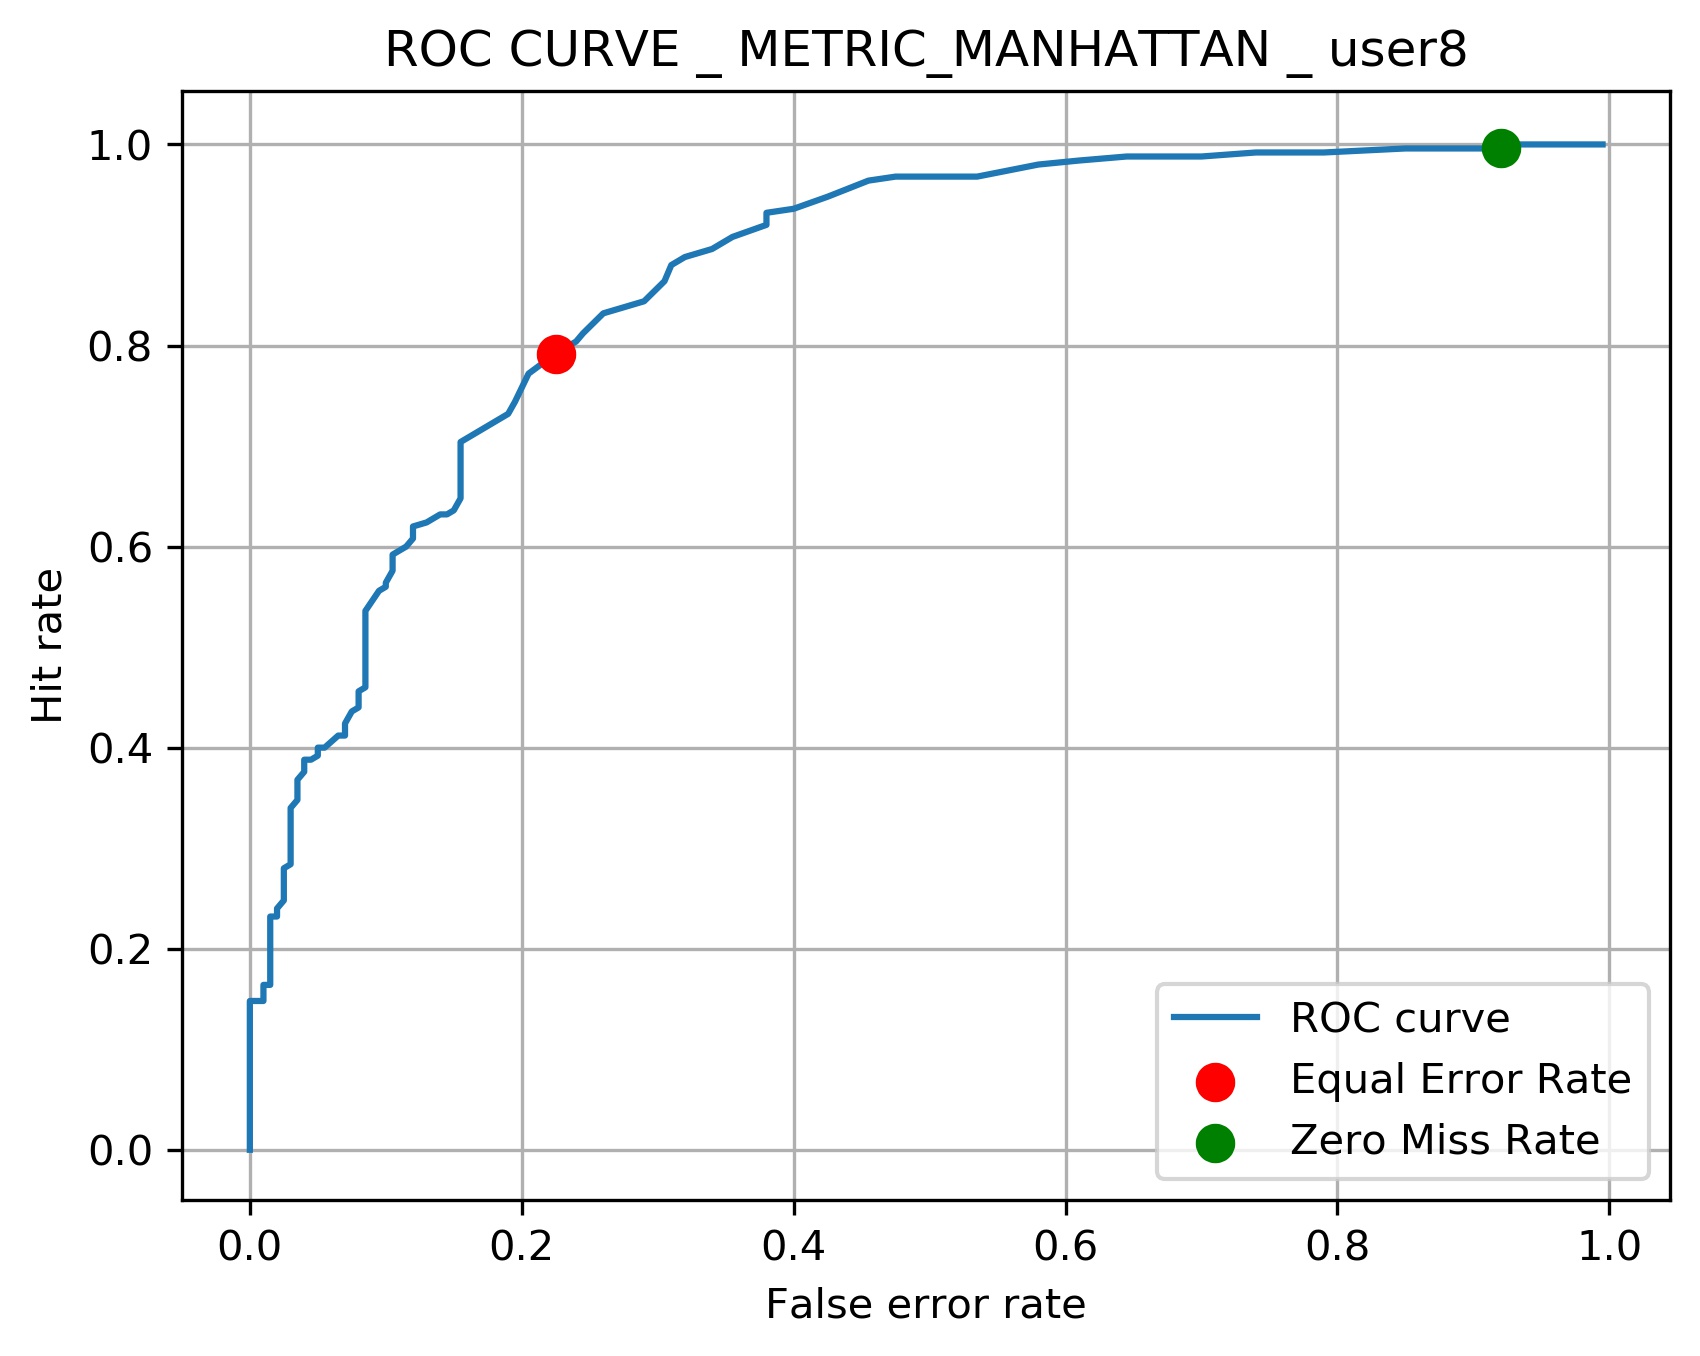 ROC CURVE _ METRIC_MANHATTAN _ user8
1.0
0.8
0.6
0.4
0.2
0.0
Hit rate
ROC curve
Equal Error Rate
Zero Miss Rate
0.0 0.2 0.4 0.6 0.8 1.0
False error rate